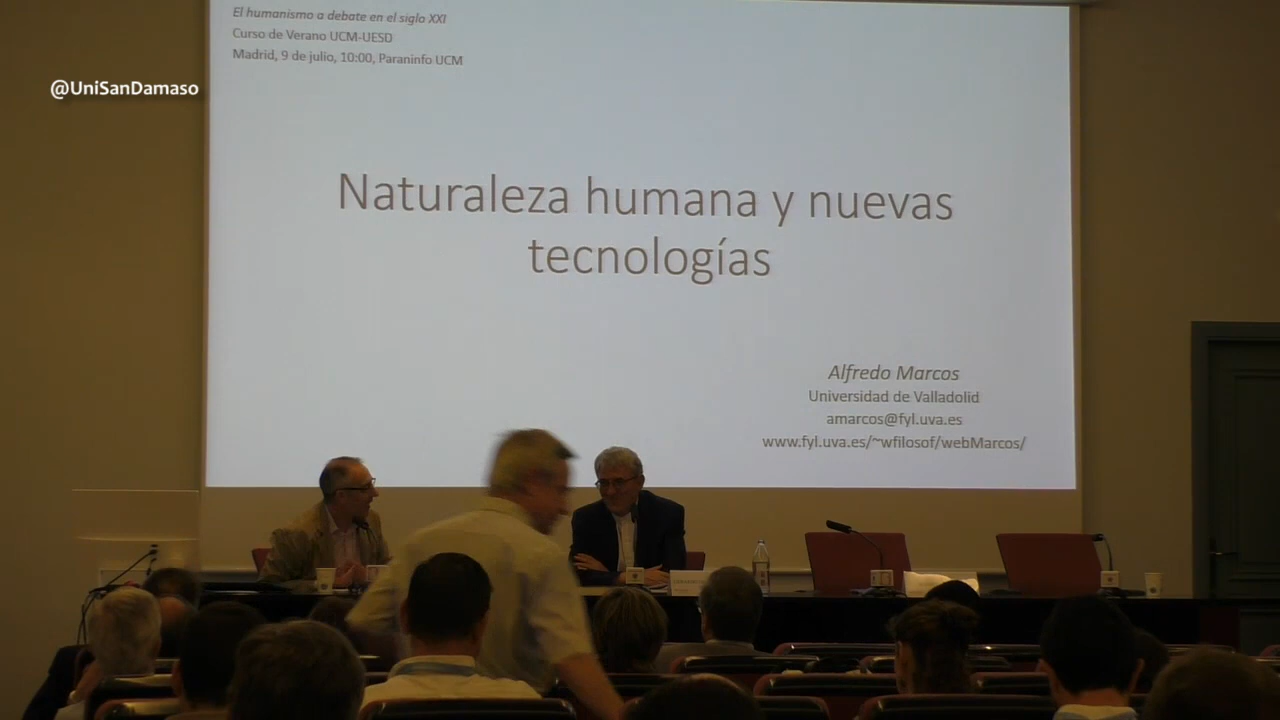 El humanismo a debate en el siglo XXI
Curso de Verano UCM-UESD
Madrid, 9 de julio, 10:00, Paraninfo UCM
@UniSanDamaso
Naturaleza humana y nuevas
tecnologías
Alfredo Marcos
Universidad de Valladolid
amarcos@fyl.uva.es
www.fyl.uva.es/~wfilosof/webMarcos/